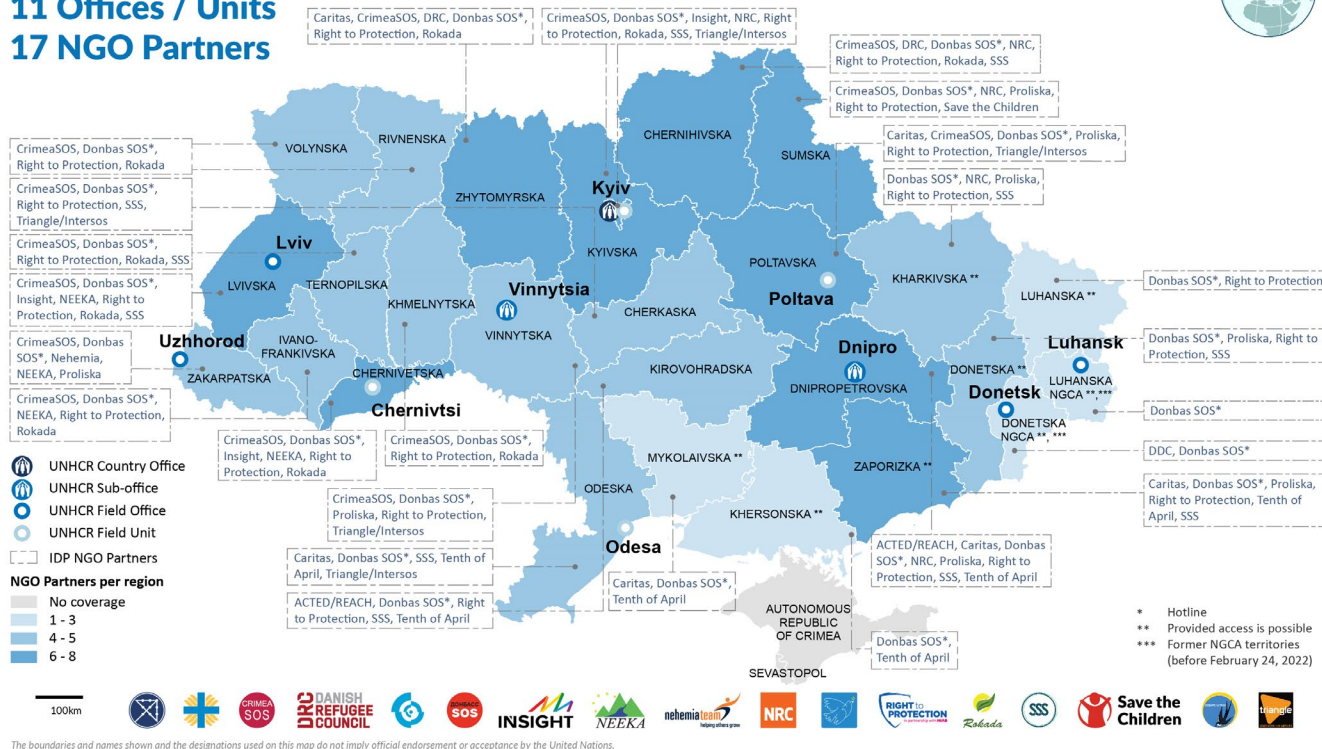 11 Offices / Units
17 NGO Partners
Caritas, CrimeaSOS, DRC, Donbas SOS*,
Right to Protection, Rokada
CrimeaSOS, Donbas SOS*, Insight, NRC, Right
to Protection, Rokada, SSS, Triangle/Intersos
CrimeaSOS, DRC, Donbas SOS*, NRC,
Right to Protection, Rokada, SSS
CrimeaSOS, Donbas SOS*, NRC, Proliska,
Right to Protection, Save the Children
Caritas, CrimeaSOS, Donbas SOS*, Proliska,
Right to Protection, Triangle/Intersos
Donbas SOS*, NRC, Proliska,
Right to Protection, SSS
CrimeaSOS, Donbas SOS*,
Right to Protection, Rokada
CrimeaSOS, Donbas SOS*,
Right to Protection, SSS,
Triangle/Intersos
CrimeaSOS, Donbas SOS*,
Right to Protection, Rokada, SSS
CrimeaSOS, Donbas SOS*,
Insight, NEEKA, Right to
Protection, Rokada, SSS
CrimeaSOS, Donbas
SOS*, Nehemia,
NEEKA, Proliska
CrimeaSOS, Donbas SOS*,
NEEKA, Right to Protection,
Rokada
VOLYNSKA
RIVNENSKA
ZHYTOMYRSKA
Kyiv
KYIVSKA
CHERNIHIVSKA
SUMSKA
Lviv
LVIVSKA
TERNOPILSKA
KHMELNYTSKA
Vinnytsia
VINNYTSKA
CHERKASKA
POLTAVSKA
Poltava
KHARKIVSKA **
LUHANSKA **
Uzhhorod
ZAKARPATSKA
IVANO-
FRANKIVSKA
CHERNIVETSKA
Chernivtsi
KIROVOHRADSKA
Dnipro
DNIPROPETROVSKA
DONETSKA **
Donetsk
DONETSKA
NGCA **, ***
Luhansk
LUHANSKA
NGCA **,***
MYKOLAIVSKA **
ODESKA
Odesa
KHERSONSKA **
ZAPORIZKA **
AUTONOMOUS
REPUBLIC
OF CRIMEA
SEVASTOPOL
Donbas SOS*, Right to Protection
Donbas SOS*, Proliska, Right to
Protection, SSS
Donbas SOS*
DDC, Donbas SOS*
Caritas, Donbas SOS*, Proliska,
Right to Protection, Tenth of
April, SSS
CrimeaSOS, Donbas SOS*,
Insight, NEEKA, Right to
Protection, Rokada
CrimeaSOS, Donbas SOS*,
Right to Protection, Rokada
CrimeaSOS, Donbas SOS*,
Proliska, Right to Protection,
Triangle/Intersos
Caritas, Donbas SOS*, SSS, Tenth of
April, Triangle/Intersos
ACTED/REACH, Donbas SOS*, Right
to Protection, SSS, Tenth of April
Caritas, Donbas SOS*,
Tenth of April
ACTED/REACH, Caritas, Donbas
SOS*, NRC, Proliska, Right to
Protection, SSS, Tenth of April
Donbas SOS*,
Tenth of April
UNHCR Country Office
UNHCR Sub-office
UNHCR Field Office
UNHCR Field Unit
IDP NGO Partners
NGO Partners per region
No coverage
1 - 3
4 - 5
6 - 8
* Hotline
** Provided access is possible
*** Former NGCA territories
(before February 24, 2022)
100km
CRIMEA
SOS
DRC DANISH
REFUGEE
COUNCIL
ДОНБАСС
SOS
INSIGHT
NEEKA
nehemiateam
helping others grow
NRC
RIGHT to
PROTECTION
Rokada
SSS
Save the
Children
triangle
The boundaries and names shown and the designations used on this map do not imply official endorsement or acceptance by the United Nations.